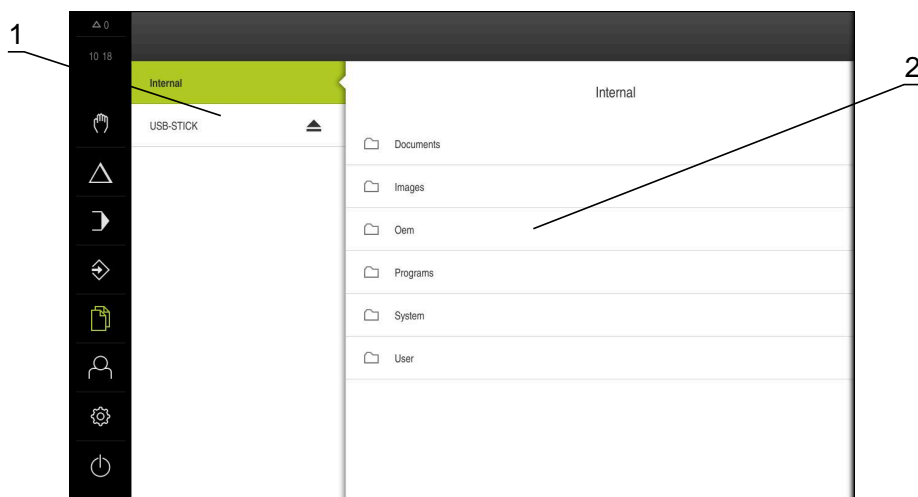 1
△ 0
10 18
2
Internal
Internal
USB-STICK
Documents
Images
Oem
Programs
System
User